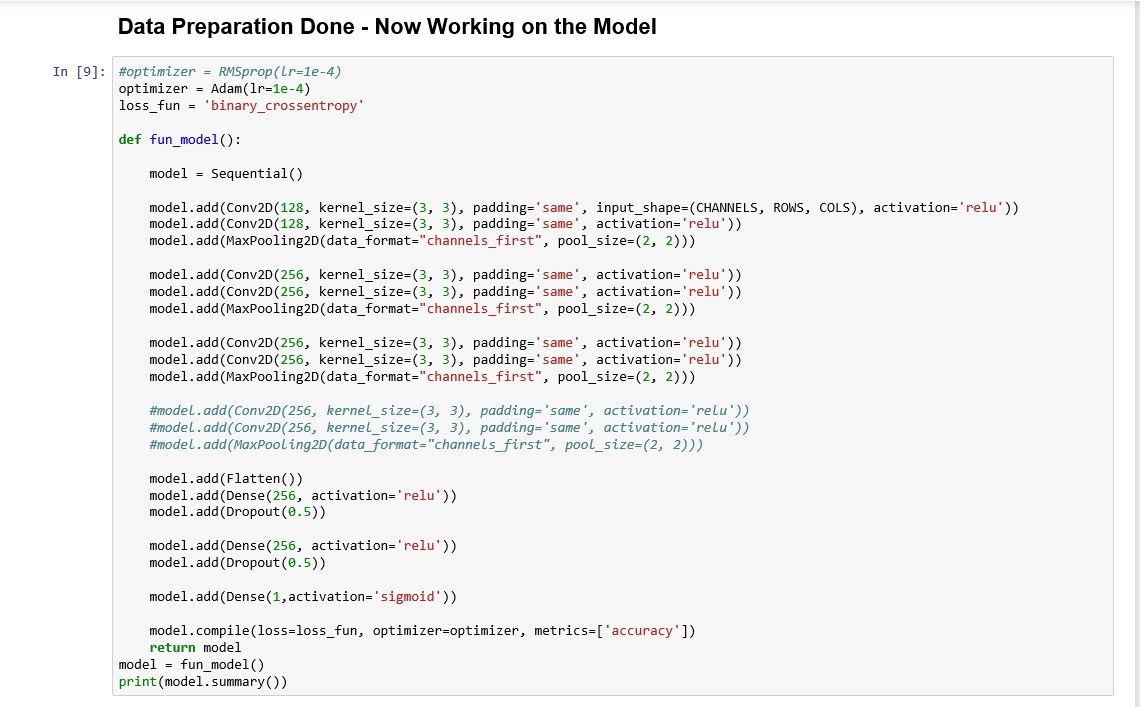 Data Preparation Done - Now Working on the Model
In [9]: #optimizer = RMSprop(lr=1e-4)
optimizer = Adam(lr=1e-4)
loss_fun = 'binary_crossentropy'
def fun_model():
model = Sequential()
model.add(Conv2D(128, kernel_size=(3, 3), padding='same', input_shape=(CHANNELS, ROWS, COLS), activation='relu'))
model.add(Conv2D(128, kernel_size=(3, 3), padding='same', activation='relu'))
model.add(MaxPooling2D(data_format="channels_first", pool_size=(2, 2)))
model.add(Conv2D(256, kernel_size=(3, 3), padding='same', activation='relu'))
model.add(Conv2D(256, kernel_size=(3, 3), padding='same', activation='relu'))
model.add(MaxPooling2D(data_format="channels_first", pool_size=(2, 2)))
model.add(Conv2D(256, kernel_size=(3, 3), padding='same', activation='relu'))
model.add(Conv2D(256, kernel_size=(3, 3), padding='same', activation='relu'))
model.add(MaxPooling2D(data_format="channels_first", pool_size=(2, 2)))
#model.add(Conv2D(256, kernel_size=(3, 3), padding='same', activation='relu'))
#model.add(Conv2D(256, kernel_size=(3, 3), padding='same', activation='relu'))
#model.add(MaxPooling2D(data_format="channels_first", pool_size=(2, 2)))
model.add(Flatten())
model.add(Dense(256, activation='relu'))
model.add(Dropout(0.5))
model.add(Dense(256, activation='relu'))
model.add(Dropout(0.5))
model.add(Dense(1,activation='sigmoid'))
model.compile(loss=loss_fun, optimizer=optimizer, metrics=['accuracy'])
return model
model = fun_model()
print(model.summary())